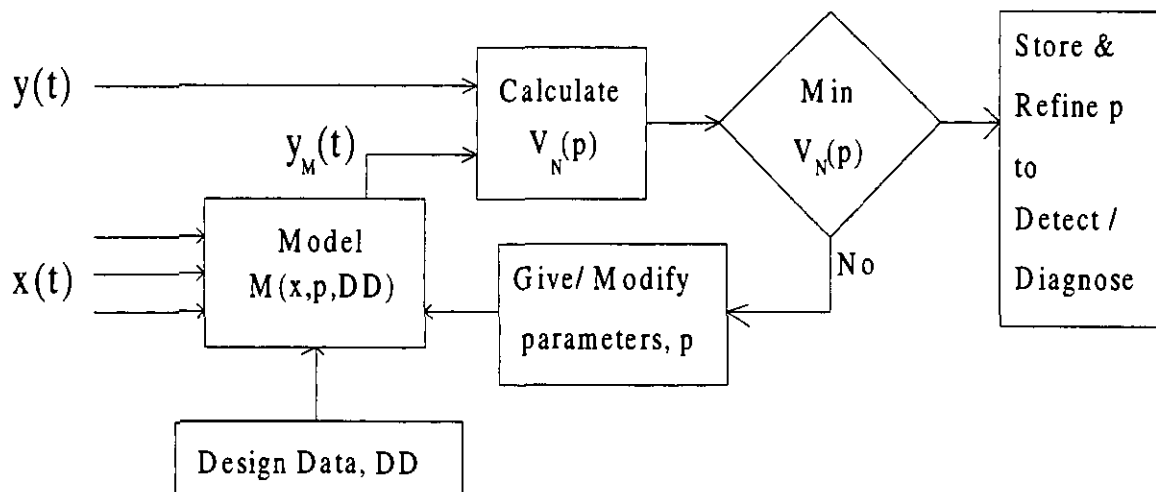 y(t)
Calculate
V_N(p)
Min
V_N(p)
Store &
Refine p
to
Detect /
Diagnose
y_M(t)
x(t)
Model
M(x,p,DD)
Give/ Modify
parameters, p
No
Design Data, DD